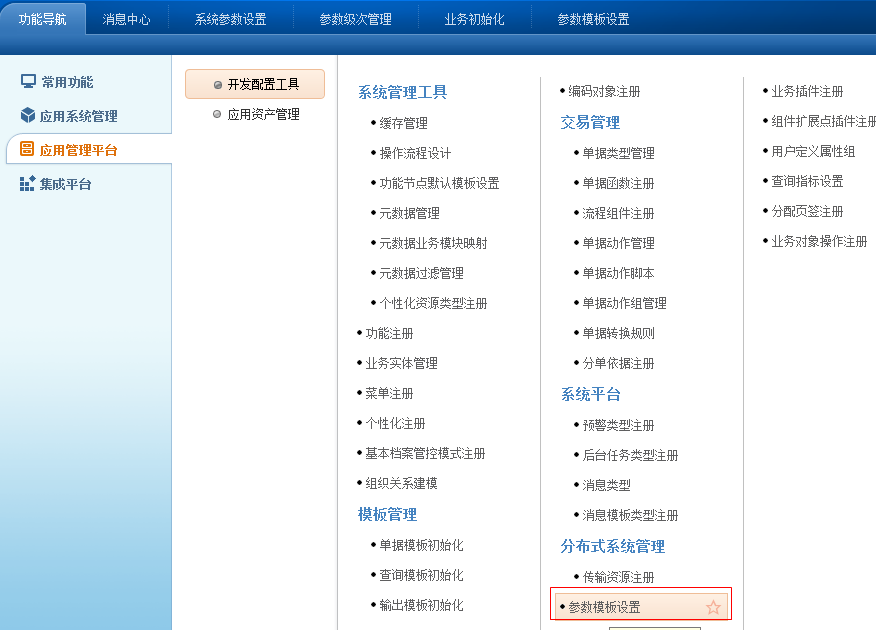 功能导航 消息中心 系统参数设置 参数级次管理 业务初始化 参数模板设置
常用功能
应用系统管理
应用管理平台
集成平台
开发配置工具
应用资产管理
系统管理工具
缓存管理
操作流程设计
功能节点默认模板设置
元数据管理
元数据业务模块映射
元数据过滤管理
个性化资源类型注册
功能注册
业务实体管理
菜单注册
个性化注册
基本档案管控模式注册
组织关系建模
模板管理
单据模板初始化
查询模板初始化
输出模板初始化
编码对象注册
交易管理
单据类型管理
单据函数注册
流程组件注册
单据动作管理
单据动作脚本
单据动作组管理
单据转换规则
分单依据注册
系统平台
预警类型注册
后台任务类型注册
消息类型
消息模板类型注册
分布式系统管理
传输资源注册
参数模板设置
业务插件注册
组件扩展点插件注册
用户定义属性组
查询指标设置
分配页签注册
业务对象操作注册